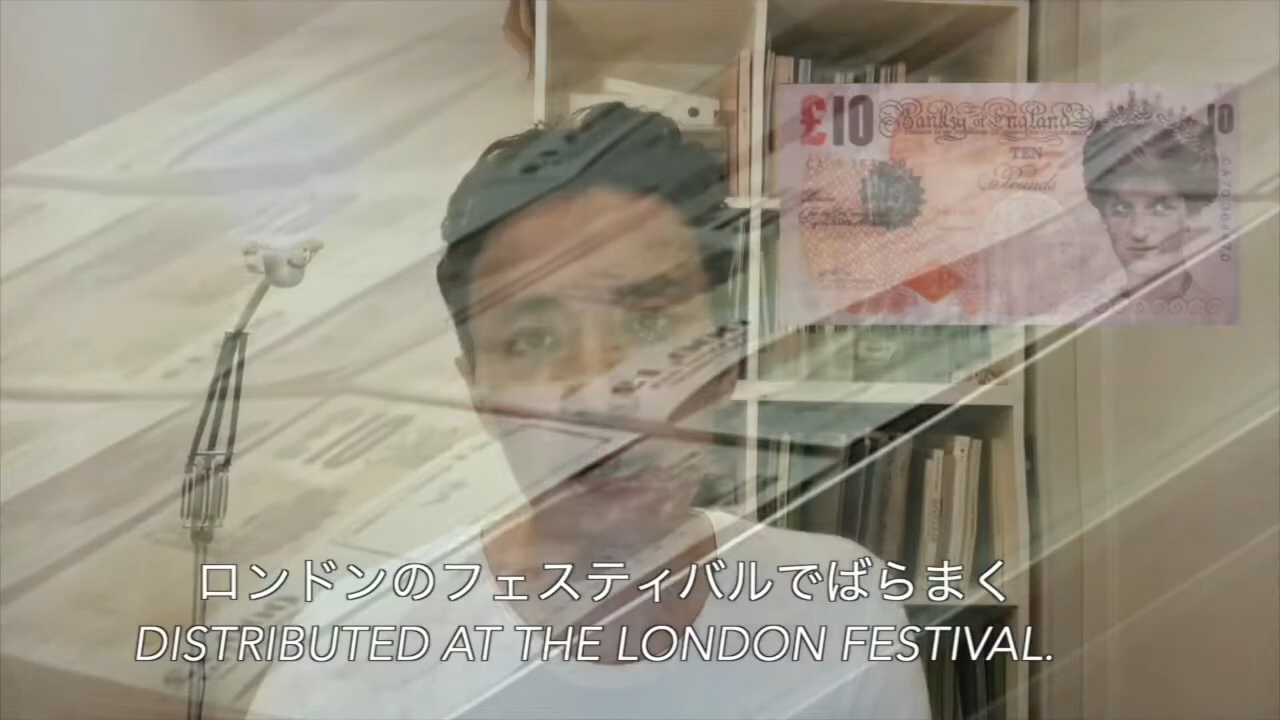 £10 Banksy of England 10
TEN
Pounds
ロンドンのフェスティバルでばらまく
DISTRIBUTED AT THE LONDON FESTIVAL.